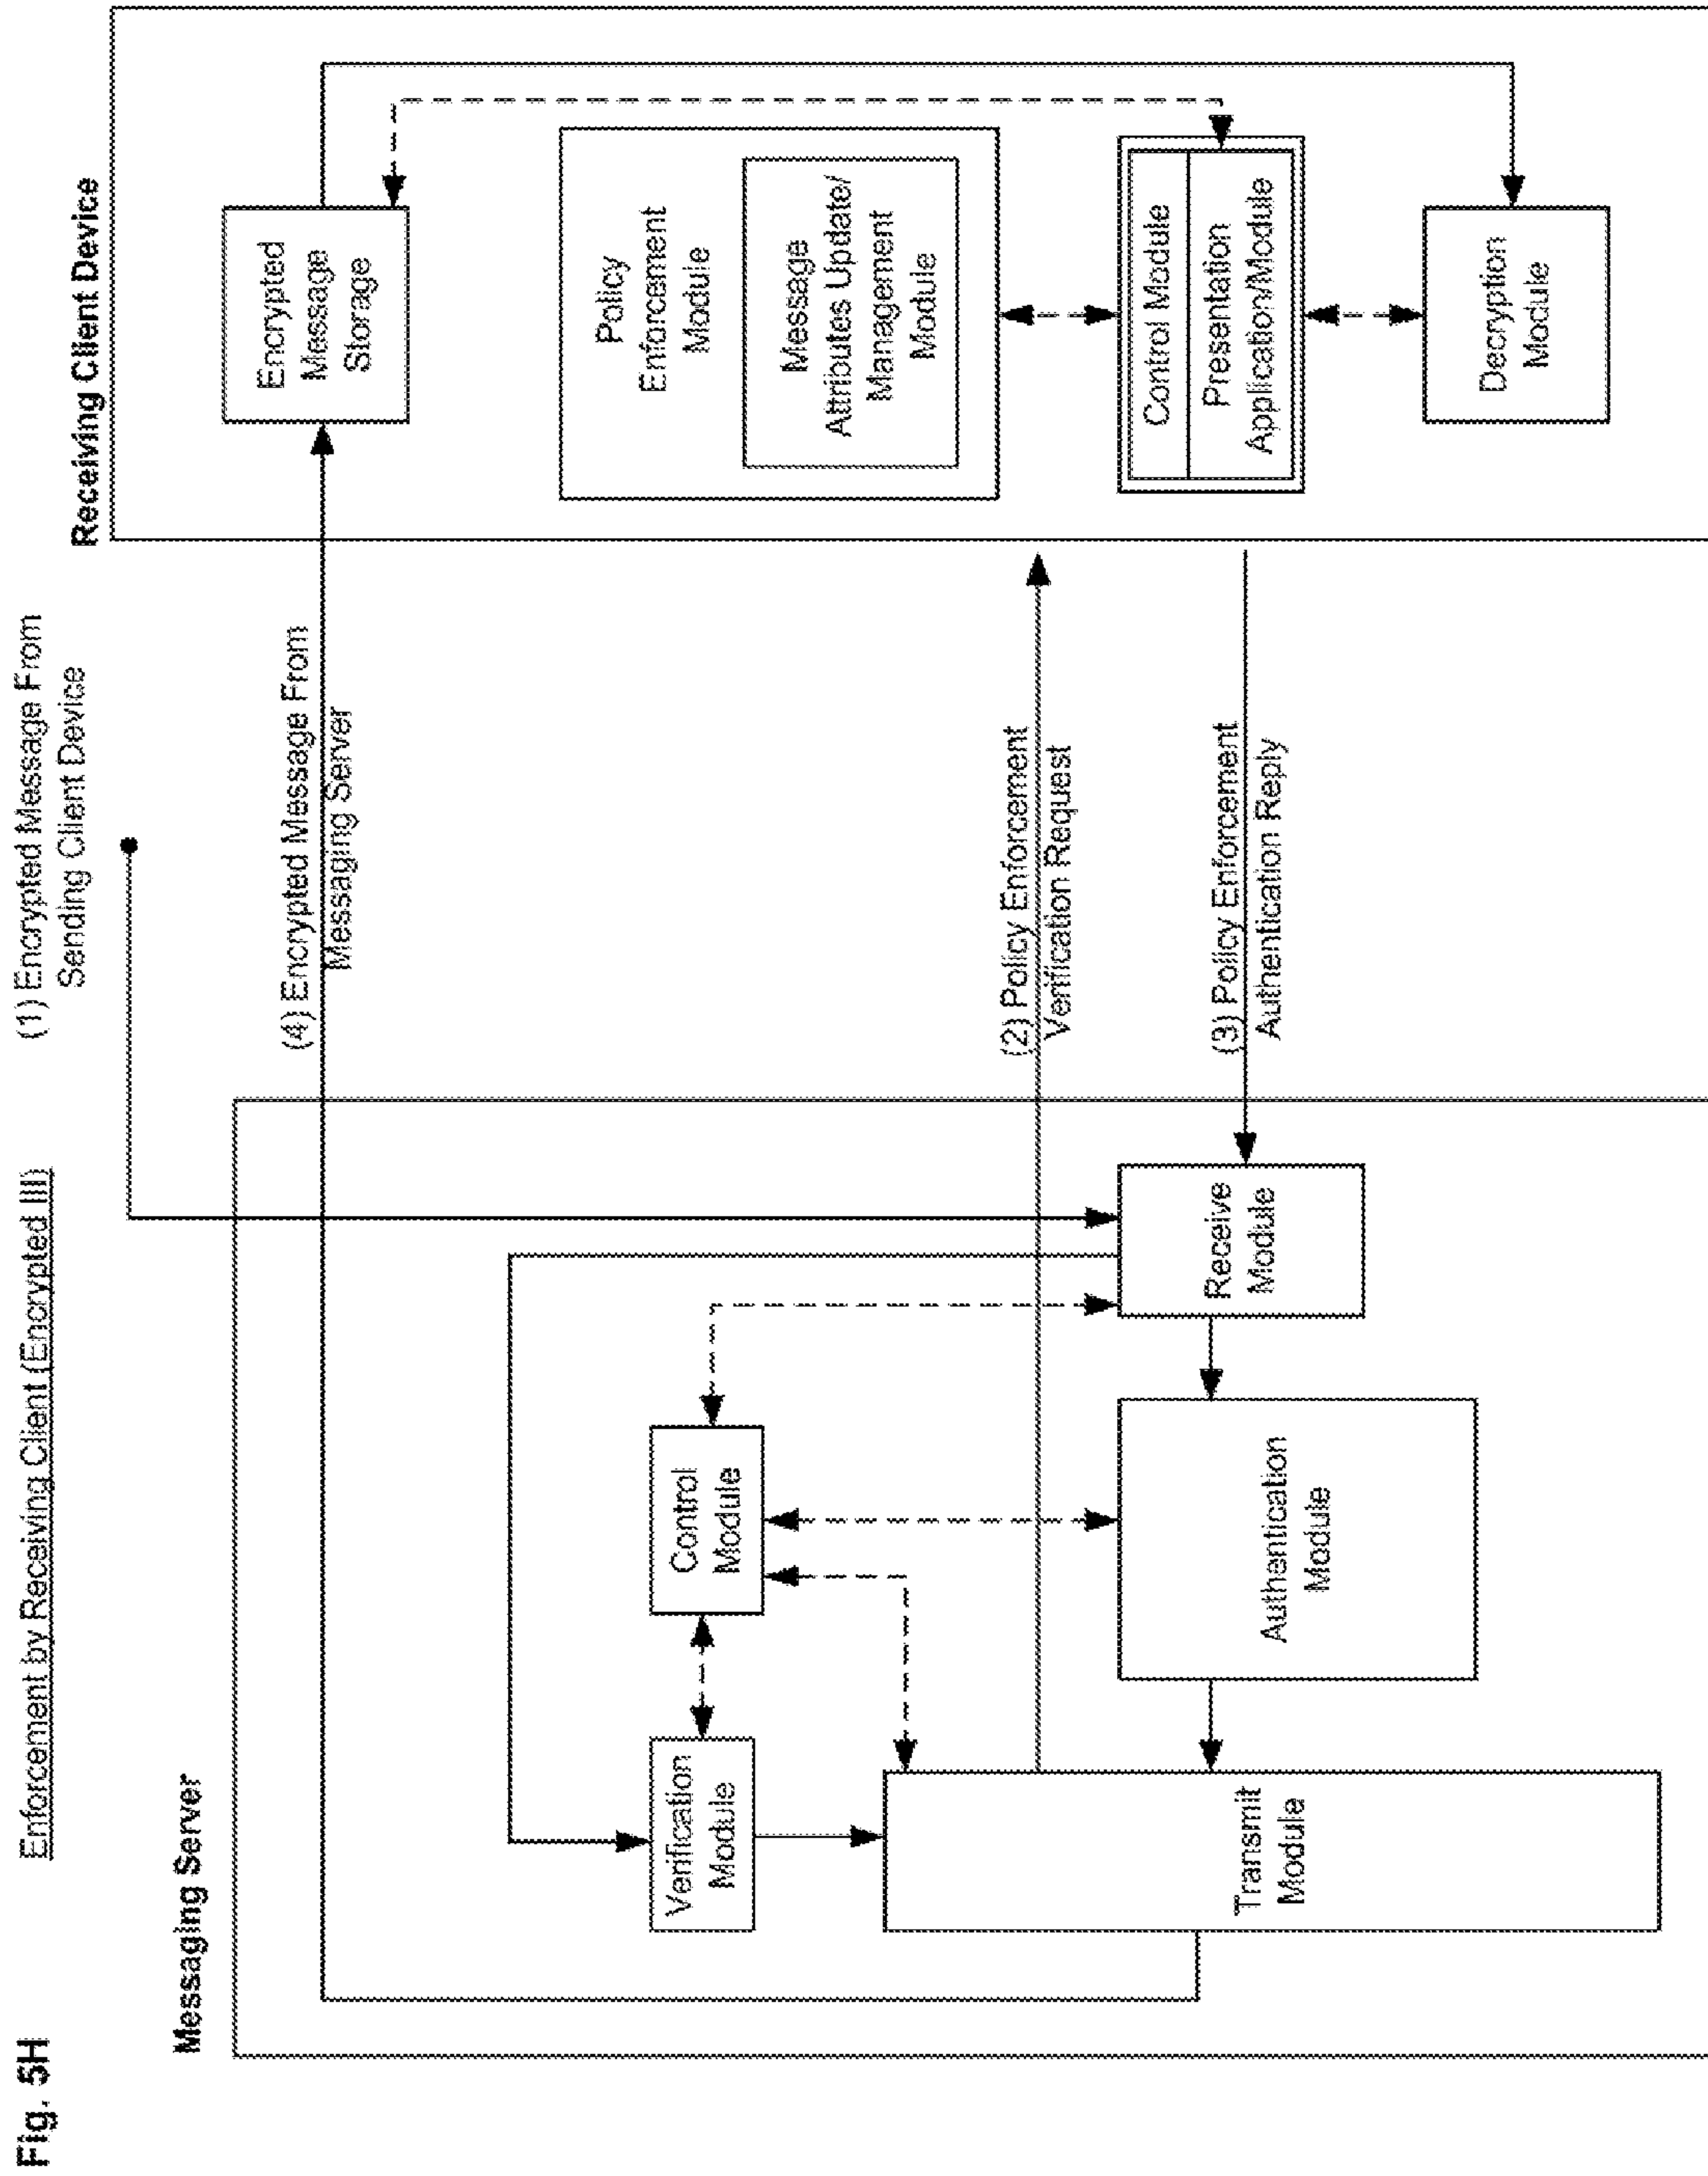 Fig. 5H
Enforcement by Receiving Client (Encrypted III)
(1) Encrypted Message From
Sending Client Device
Messaging Server
Receiving Client Device
(4) Encrypted Message From
Messaging Server
Encrypted
Message
Storage
Verification
Module
Control
Module
Policy
Enforcement
Module
Message
Attributes Update/
Management
Module
(2) Policy Enforcement
Verification Request
Transmit
Module
Authentication
Module
Receive
Module
(3) Policy Enforcement
Authentication Reply
Control Module
Presentation
Application/Module
Decryption
Module